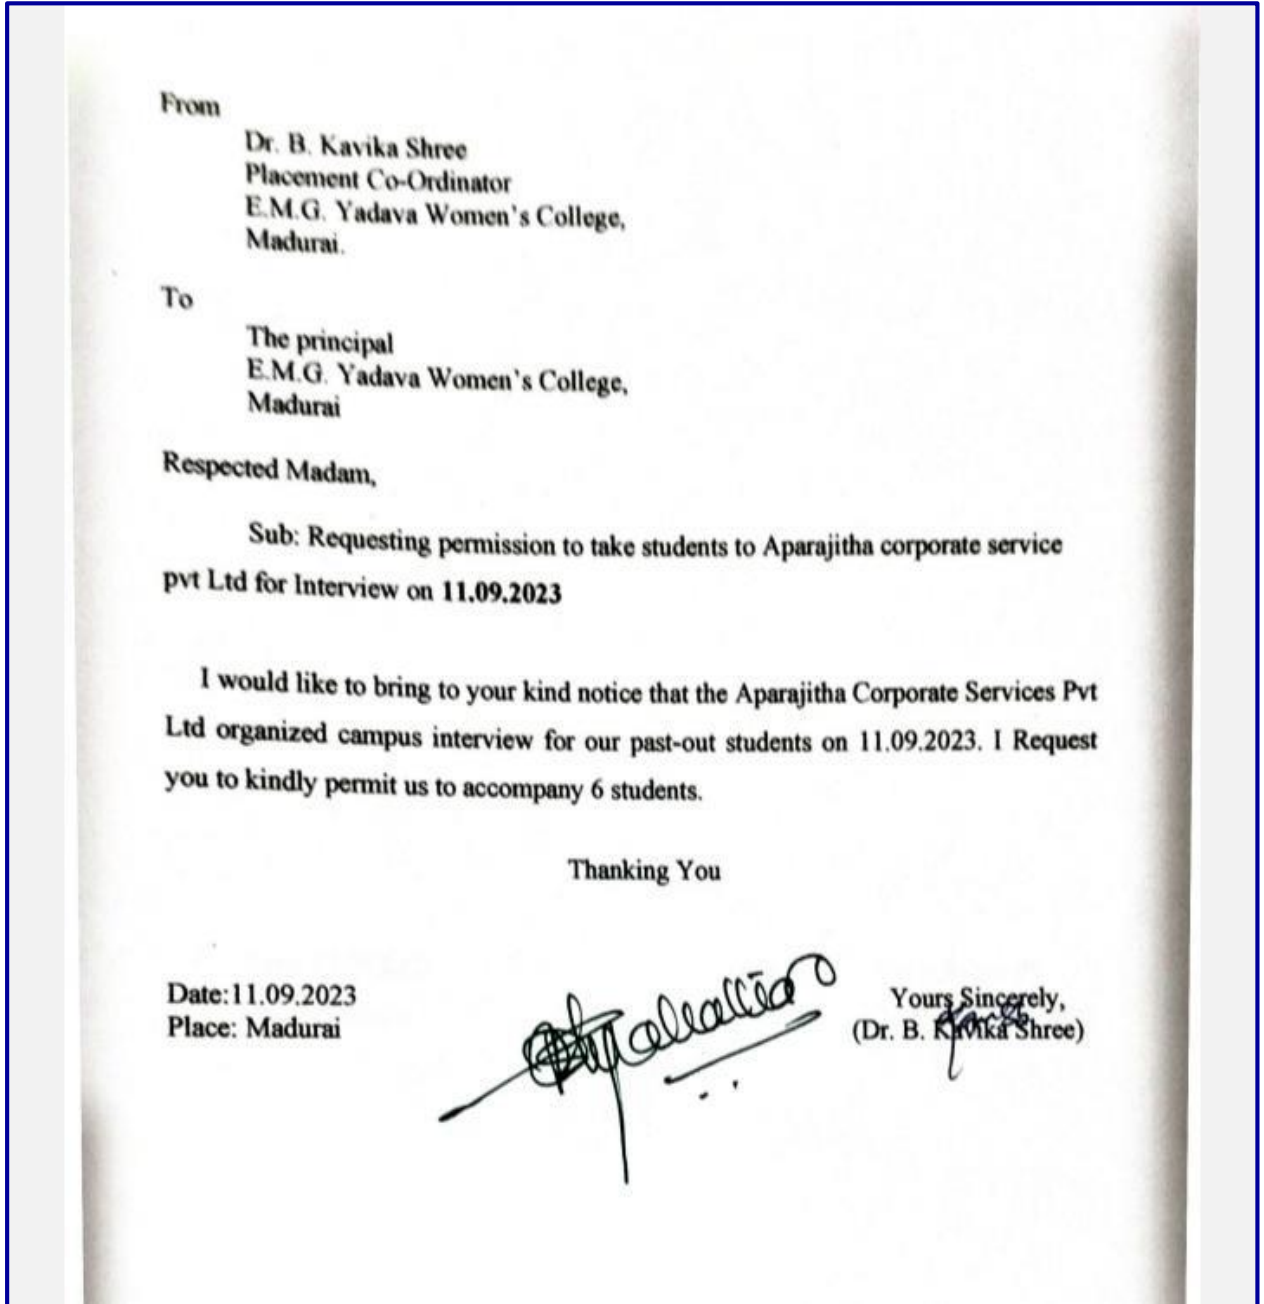 From
Dr. B. Kavika Shree
Placement Co-Ordinator
E.M.G. Yadava Women's College,
Madurai.
To
The principal
E.M.G. Yadava Women's College,
Madurai
Respected Madam,
Sub: Requesting permission to take students to Aparajitha corporate service
pvt Ltd for Interview on 11.09.2023
I would like to bring to your kind notice that the Aparajitha Corporate Services Pvt
Ltd organized campus interview for our past-out students on 11.09.2023. I Request
you to kindly permit us to accompany 6 students.
Thanking You
Date:11.09.2023
Place: Madurai
Yours Sincerely,
(Dr. B. Kavika Shree)